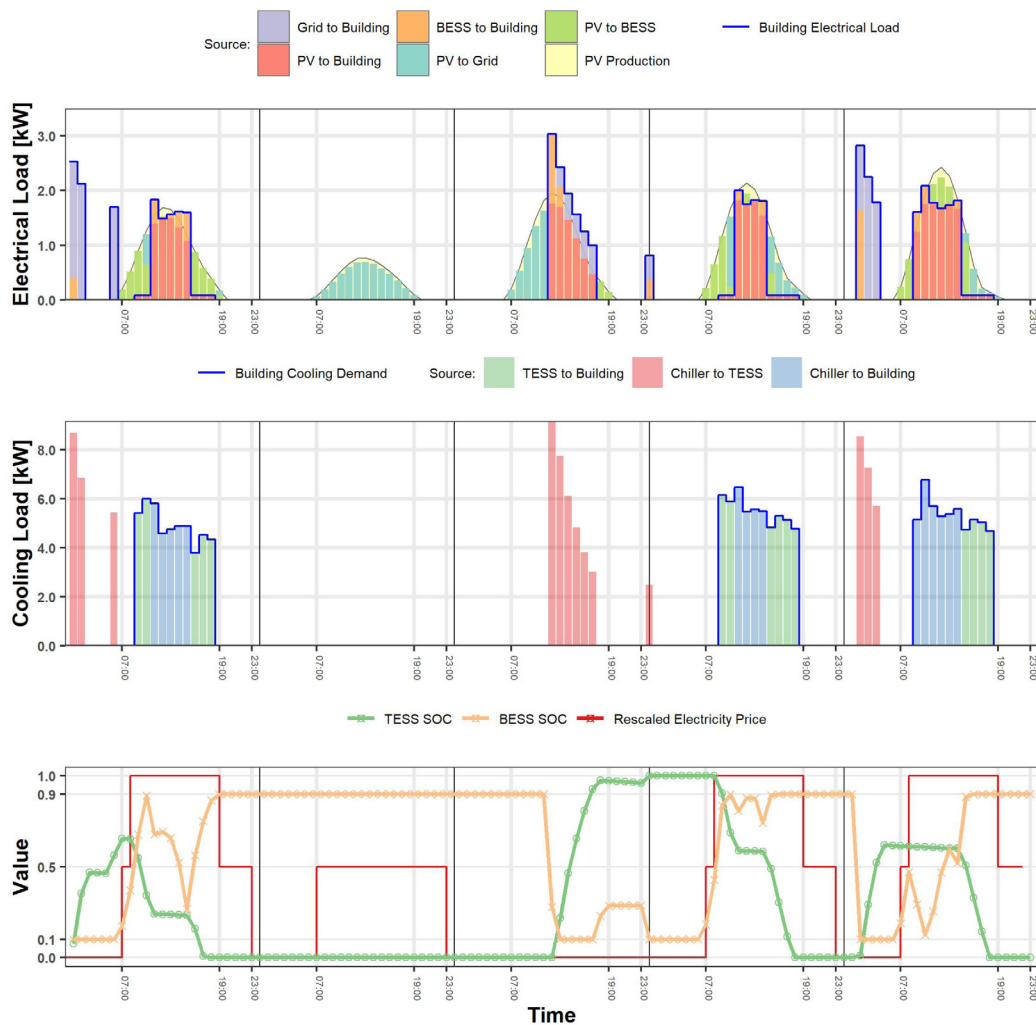 Source:
Grid to Building BESS to Building PV to BESS Building Electrical Load
PV to Building PV to Grid PV Production
Electrical Load [kW]
3.0
2.0
1.0
0.0
07:00 19:00 23:00 07:00 19:00 23:00 07:00 19:00 23:00 07:00 19:00 23:00 07:00 19:00 23:00
Building Cooling Demand Source: TESS to Building Chiller to TESS Chiller to Building
Cooling Load [kW]
8.0
6.0
4.0
2.0
0.0
07:00 19:00 23:00 07:00 19:00 23:00 07:00 19:00 23:00 07:00 19:00 23:00 07:00 19:00 23:00
TESS SOC BESS SOC Rescaled Electricity Price
Value
1.0
0.9
0.5
0.1
0.0
07:00 19:00 23:00 07:00 19:00 23:00 07:00 19:00 23:00 07:00 19:00 23:00 07:00 19:00 23:00
Time